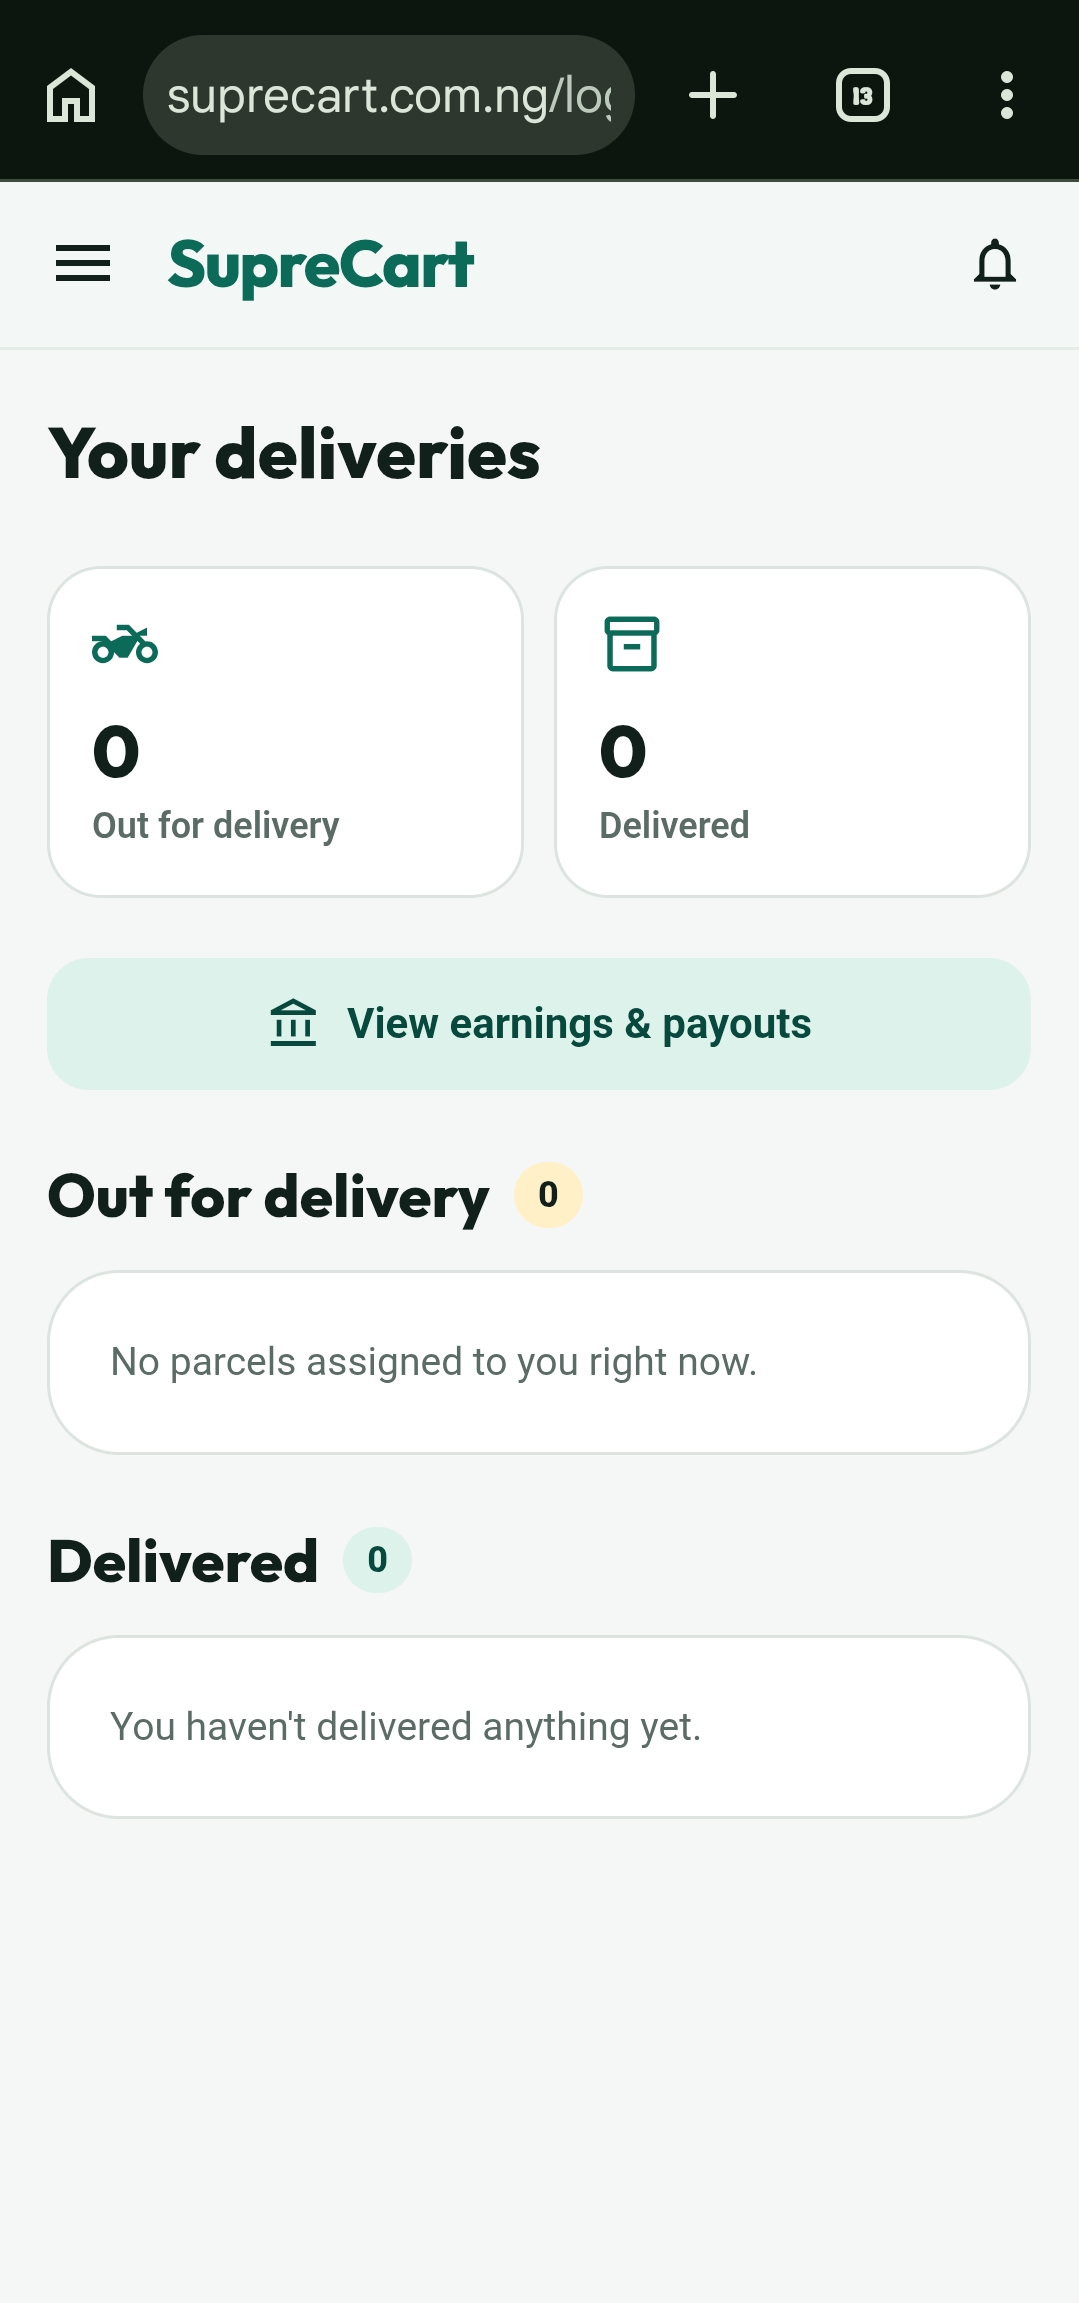 suprecart.com.ng/log
13
SupreCart
Your deliveries
0
Out for delivery
0
Delivered
View earnings & payouts
Out for delivery 0
No parcels assigned to you right now.
Delivered 0
You haven't delivered anything yet.